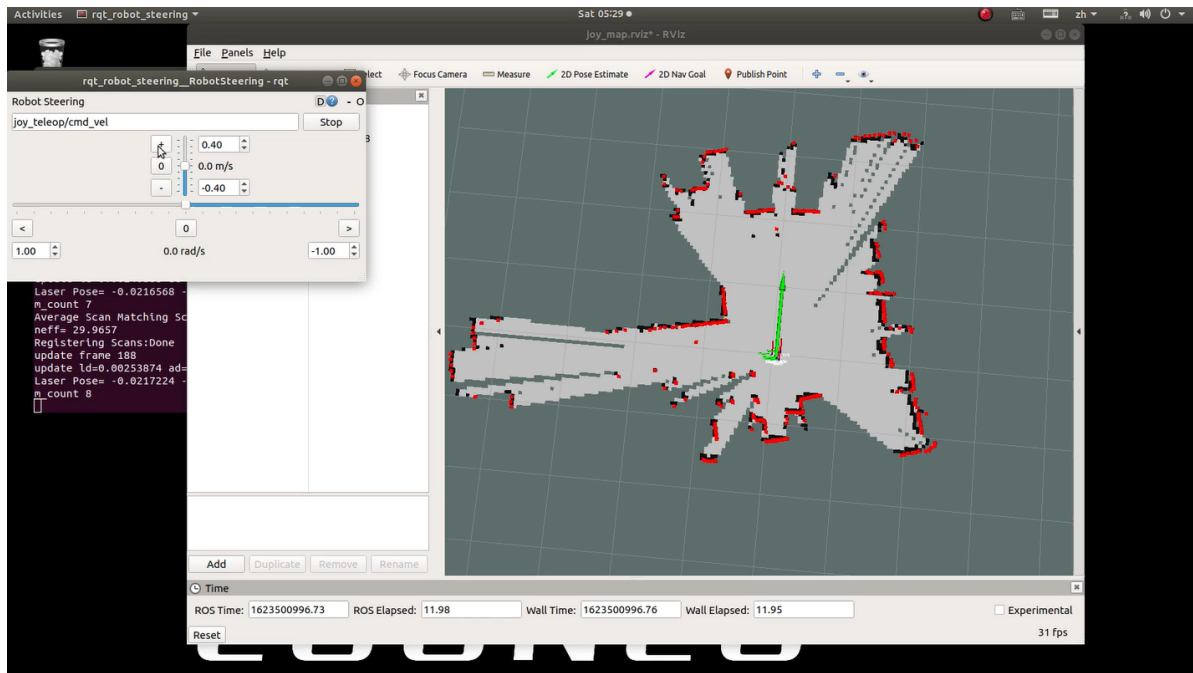 Activities rqt_robot_steering Sat 05:29 zh
Joy_map.rviz* - RViz
File Panels Help
Focus Camera Measure 2D Pose Estimate 2D Nav Goal Publish Point
rqt_robot_steering__RobotSteering - rqt
Robot Steering D - O
joy_teleop/cmd_vel Stop
+ 0.40
0 0.0 m/s
- -0.40
< 0 >
1.00 0.0 rad/s -1.00
Laser Pose= -0.0216568 -
m_count 7
Average Scan Matching Sc
neff= 29.9657
Registering Scans:Done
update frame 188
update ld=0.00253874 ad=
Laser Pose= -0.0217224 -
m_count 8
Add Duplicate Remove Rename
Time
ROS Time: 1623500996.73 ROS Elapsed: 11.98 Wall Time: 1623500996.76 Wall Elapsed: 11.95 Experimental
Reset 31 fps